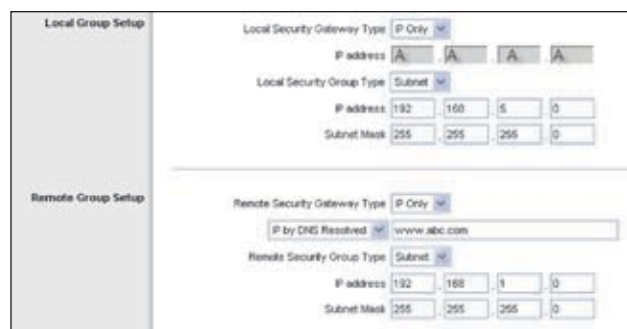 Local Group Setup
Local Security Gateway Type IP Only
IP address A . A . A . A
Local Security Group Type Subnet
IP address 192 . 168 . 5 . 0
Subnet Mask 255 . 255 . 255 . 0
Remote Group Setup
Remote Security Gateway Type IP Only
IP by DNS Resolved www.abc.com
Remote Security Group Type Subnet
IP address 192 . 168 . 1 . 0
Subnet Mask 255 . 255 . 255 . 0